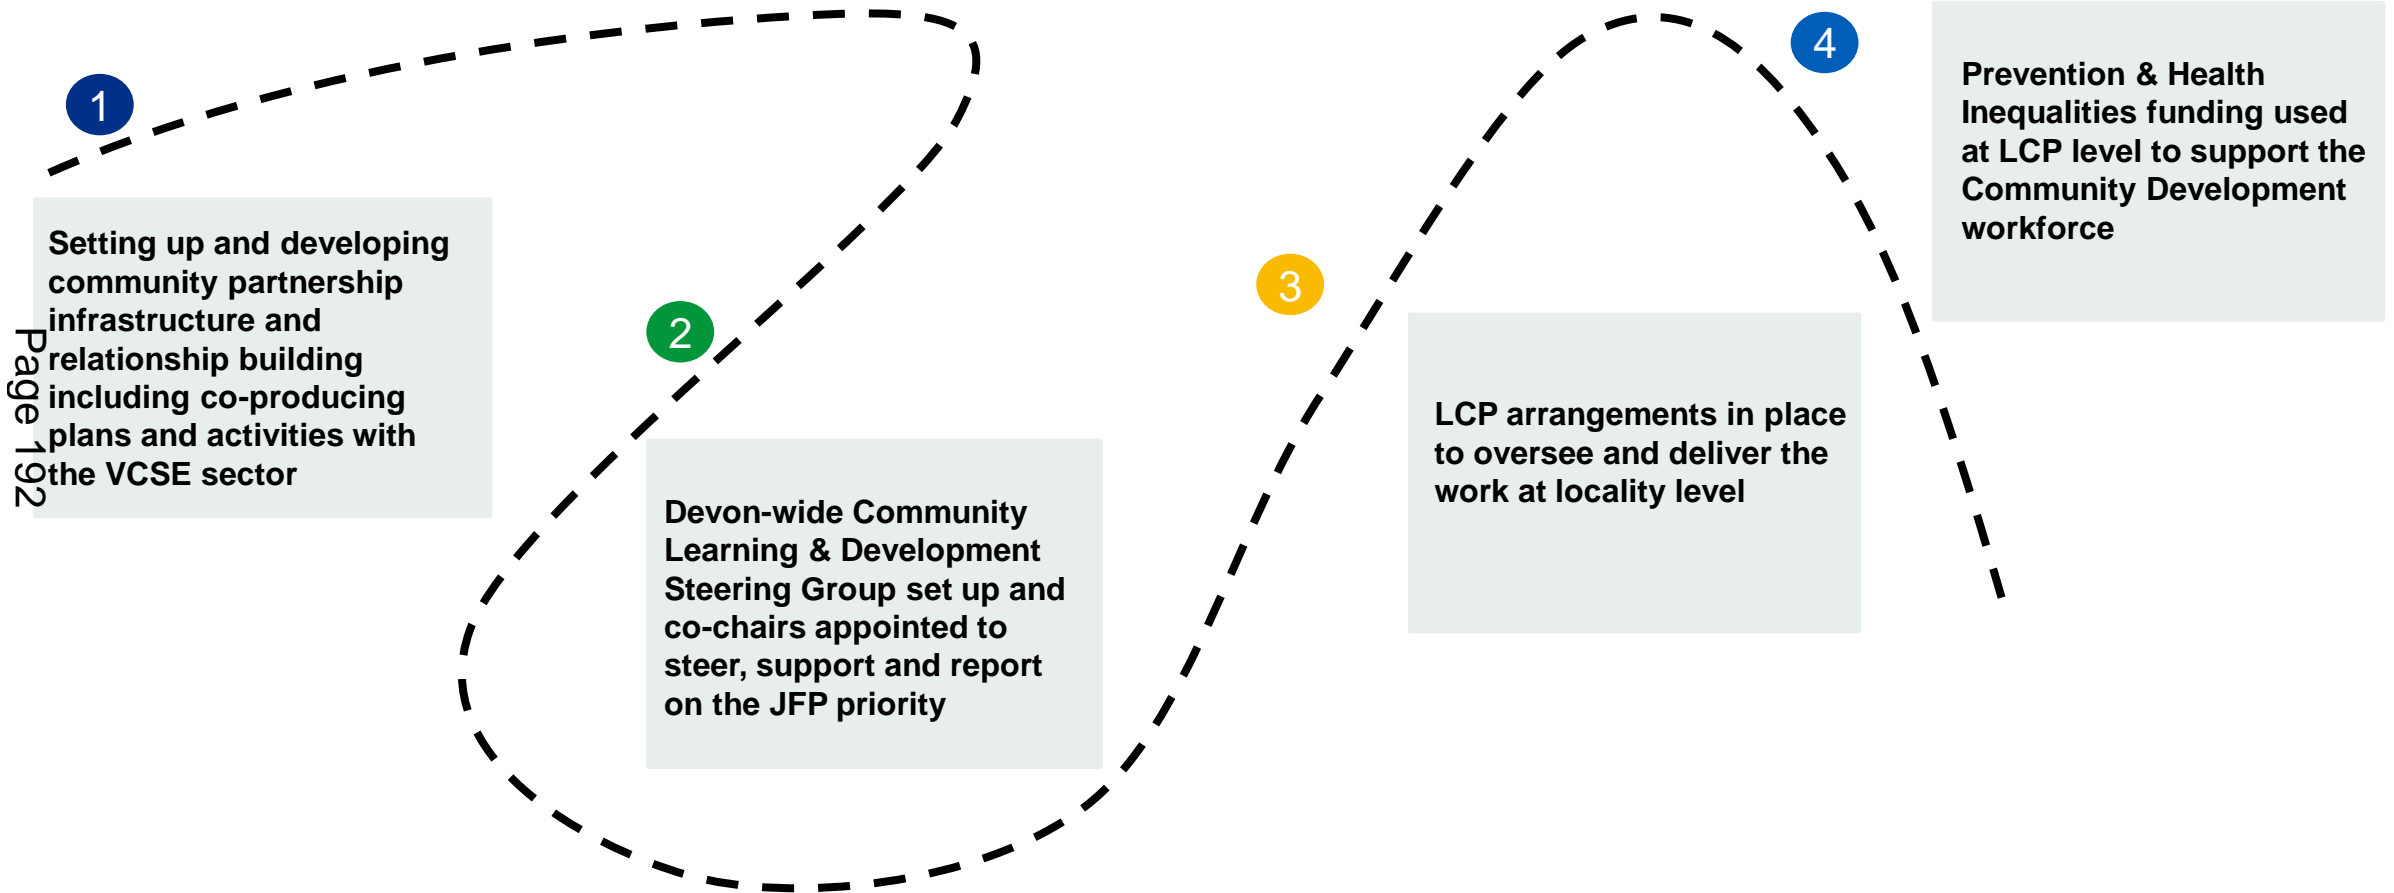 1
Setting up and developing
community partnership
infrastructure and
relationship building
including co-producing
plans and activities with
the VCSE sector
Page 192
2
Devon-wide Community
Learning & Development
Steering Group set up and
co-chairs appointed to
steer, support and report
on the JFP priority
3
LCP arrangements in place
to oversee and deliver the
work at locality level
4
Prevention & Health
Inequalities funding used
at LCP level to support the
Community Development
workforce